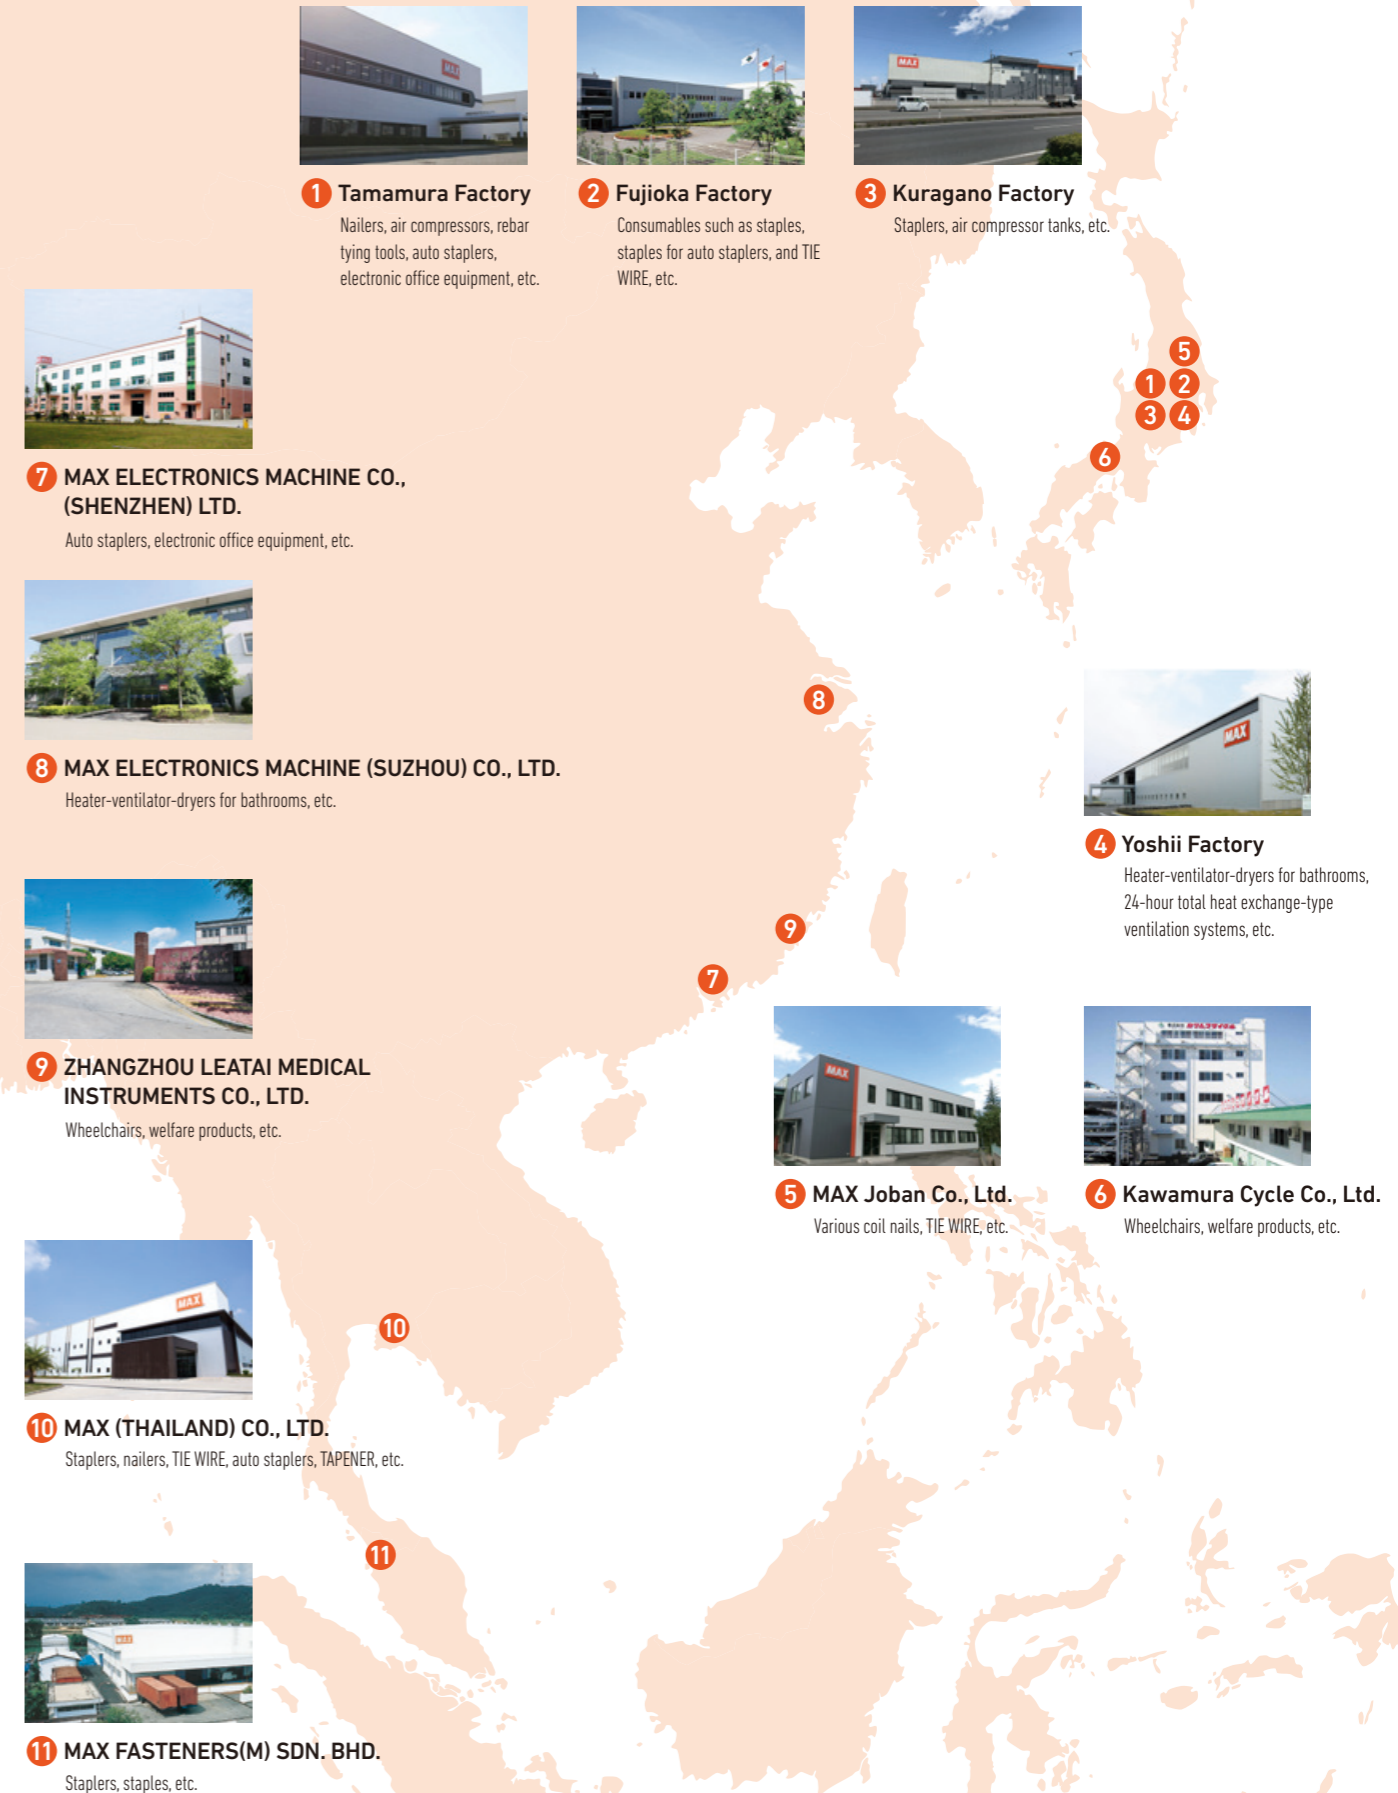 MAX
MAX
1 Tamamura Factory
Nailers, air compressors, rebar
tying tools, auto staplers,
electronic office equipment, etc.
2 Fujioka Factory
Consumables such as staples,
staples for auto staplers, and TIE
WIRE, etc.
3 Kuragano Factory
Staplers, air compressor tanks, etc.
5
1 2
3 4
6
7 MAX ELECTRONICS MACHINE CO.,
(SHENZHEN) LTD.
Auto staplers, electronic office equipment, etc.
8
8 MAX ELECTRONICS MACHINE (SUZHOU) CO., LTD.
Heater-ventilator-dryers for bathrooms, etc.
MAX
4 Yoshii Factory
Heater-ventilator-dryers for bathrooms,
24-hour total heat exchange-type
ventilation systems, etc.
9
7
9 ZHANGZHOU LEATAI MEDICAL
INSTRUMENTS CO., LTD.
Wheelchairs, welfare products, etc.
MAX
5 MAX Joban Co., Ltd.
Various coil nails, TIE WIRE, etc.
6 Kawamura Cycle Co., Ltd.
Wheelchairs, welfare products, etc.
MAX
10
10 MAX (THAILAND) CO., LTD.
Staplers, nailers, TIE WIRE, auto staplers, TAPENER, etc.
11
MAX
11 MAX FASTENERS(M) SDN. BHD.
Staplers, staples, etc.